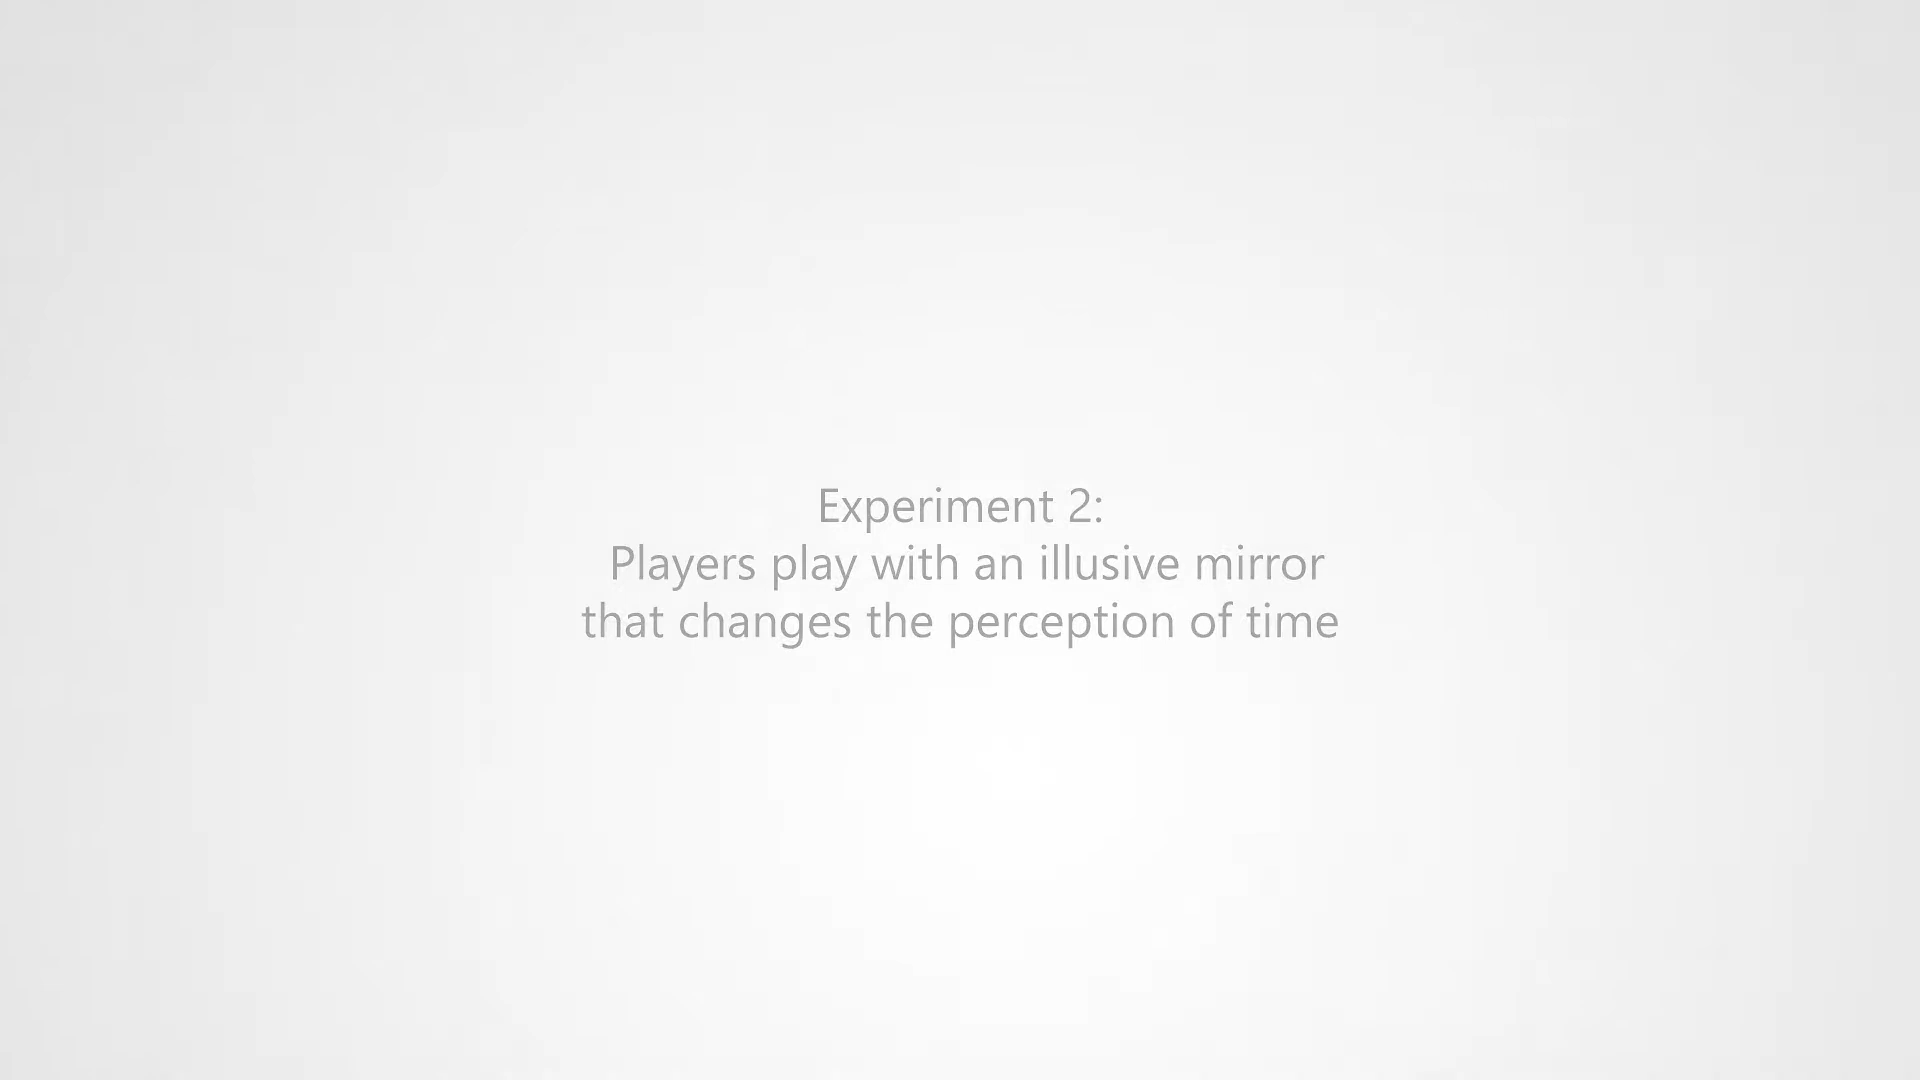 Experiment 2:
Players play with an illusive mirror
that changes the perception of time